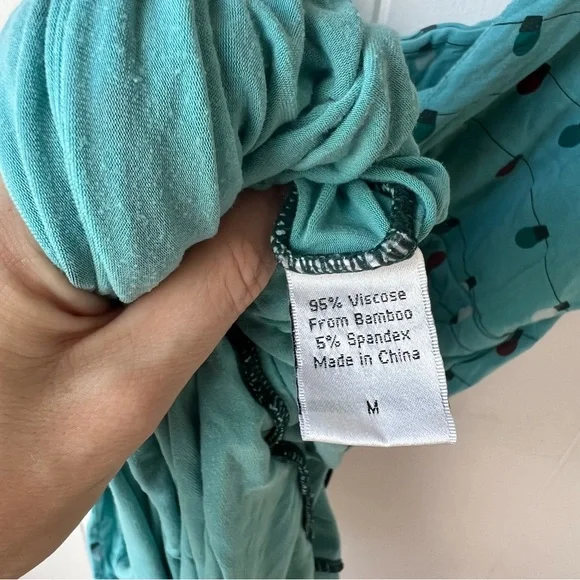 95% Viscose
From Bamboo
5% Spandex
Made in China
M